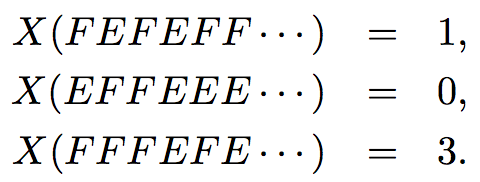 X(FEFEFF···) = 1,
X(EFFEEE···) = 0,
X(FFFEFE···) = 3.